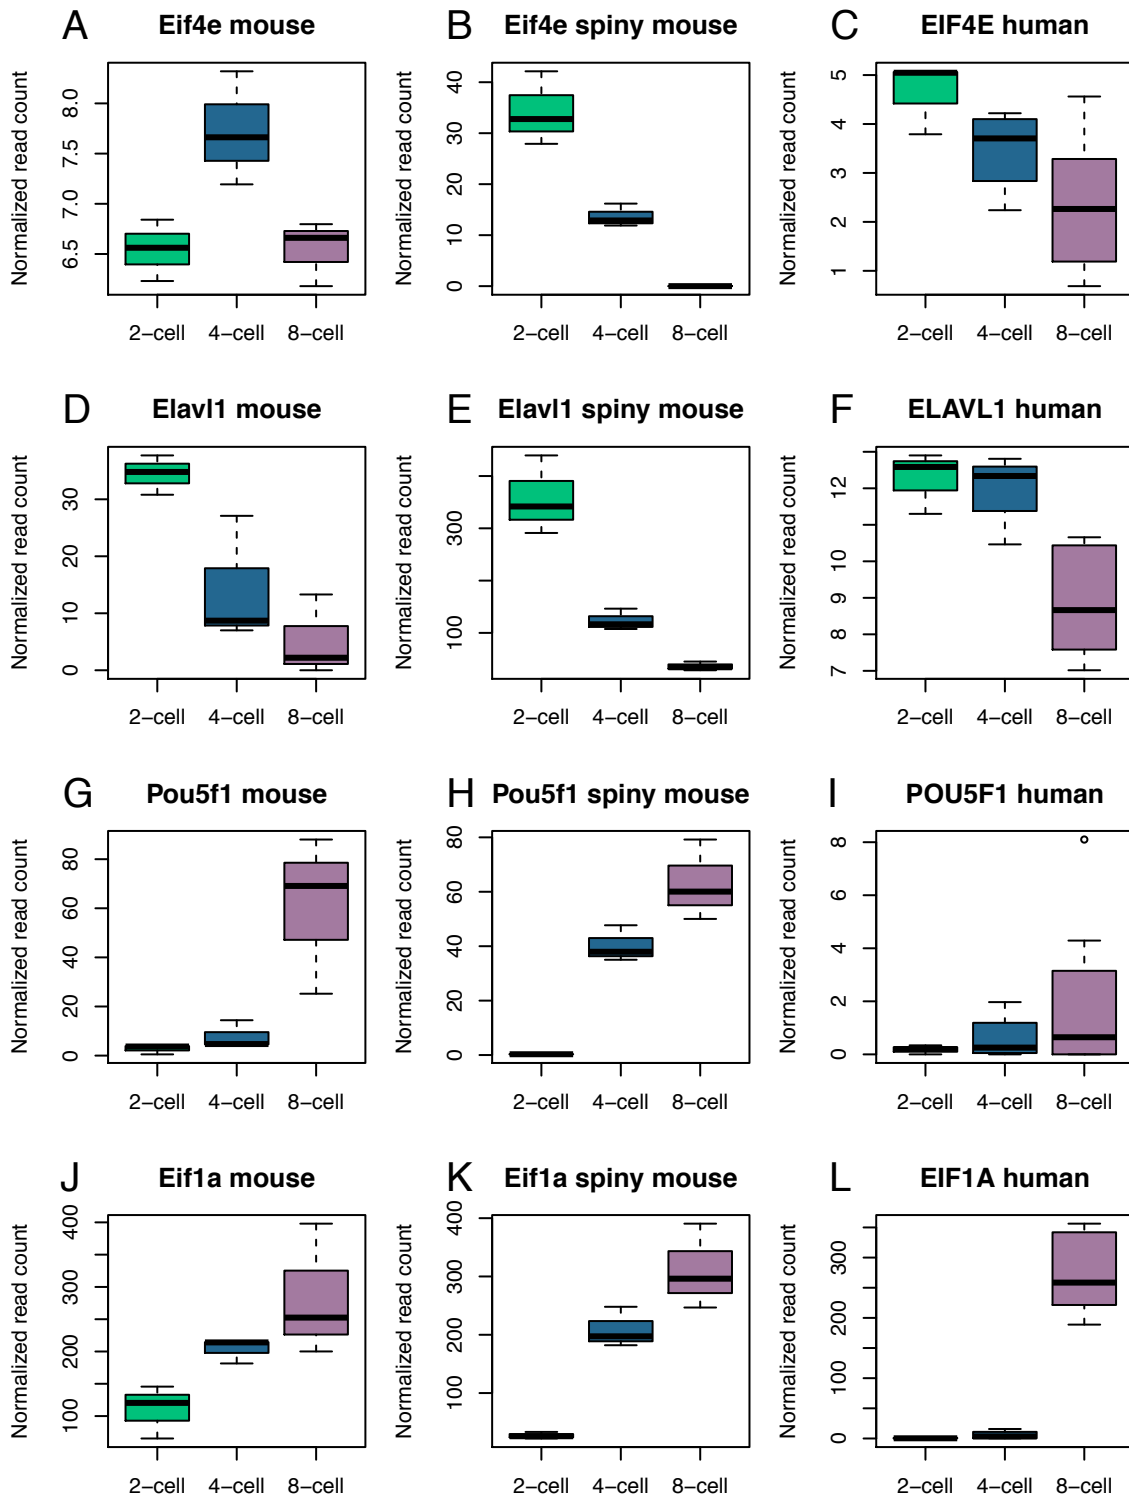 A Eif4e mouse
Normalized read count
8.0
7.5
7.0
6.5
2−cell 4−cell 8−cell
B Eif4e spiny mouse
Normalized read count
40
30
20
10
0
2−cell 4−cell 8−cell
C EIF4E human
Normalized read count
5
4
3
2
1
2−cell 4−cell 8−cell
D Elavl1 mouse
Normalized read count
30
20
10
0
2−cell 4−cell 8−cell
E Elavl1 spiny mouse
Normalized read count
300
100
2−cell 4−cell 8−cell
F ELAVL1 human
Normalized read count
12
10
9
8
7
2−cell 4−cell 8−cell
G Pou5f1 mouse
Normalized read count
80
60
40
20
0
2−cell 4−cell 8−cell
H Pou5f1 spiny mouse
Normalized read count
80
60
40
20
0
2−cell 4−cell 8−cell
I POU5F1 human
Normalized read count
8
6
4
2
0
2−cell 4−cell 8−cell
J Eif1a mouse
Normalized read count
400
300
200
100
2−cell 4−cell 8−cell
K Eif1a spiny mouse
Normalized read count
400
300
200
100
2−cell 4−cell 8−cell
L EIF1A human
Normalized read count
300
200
100
0
2−cell 4−cell 8−cell